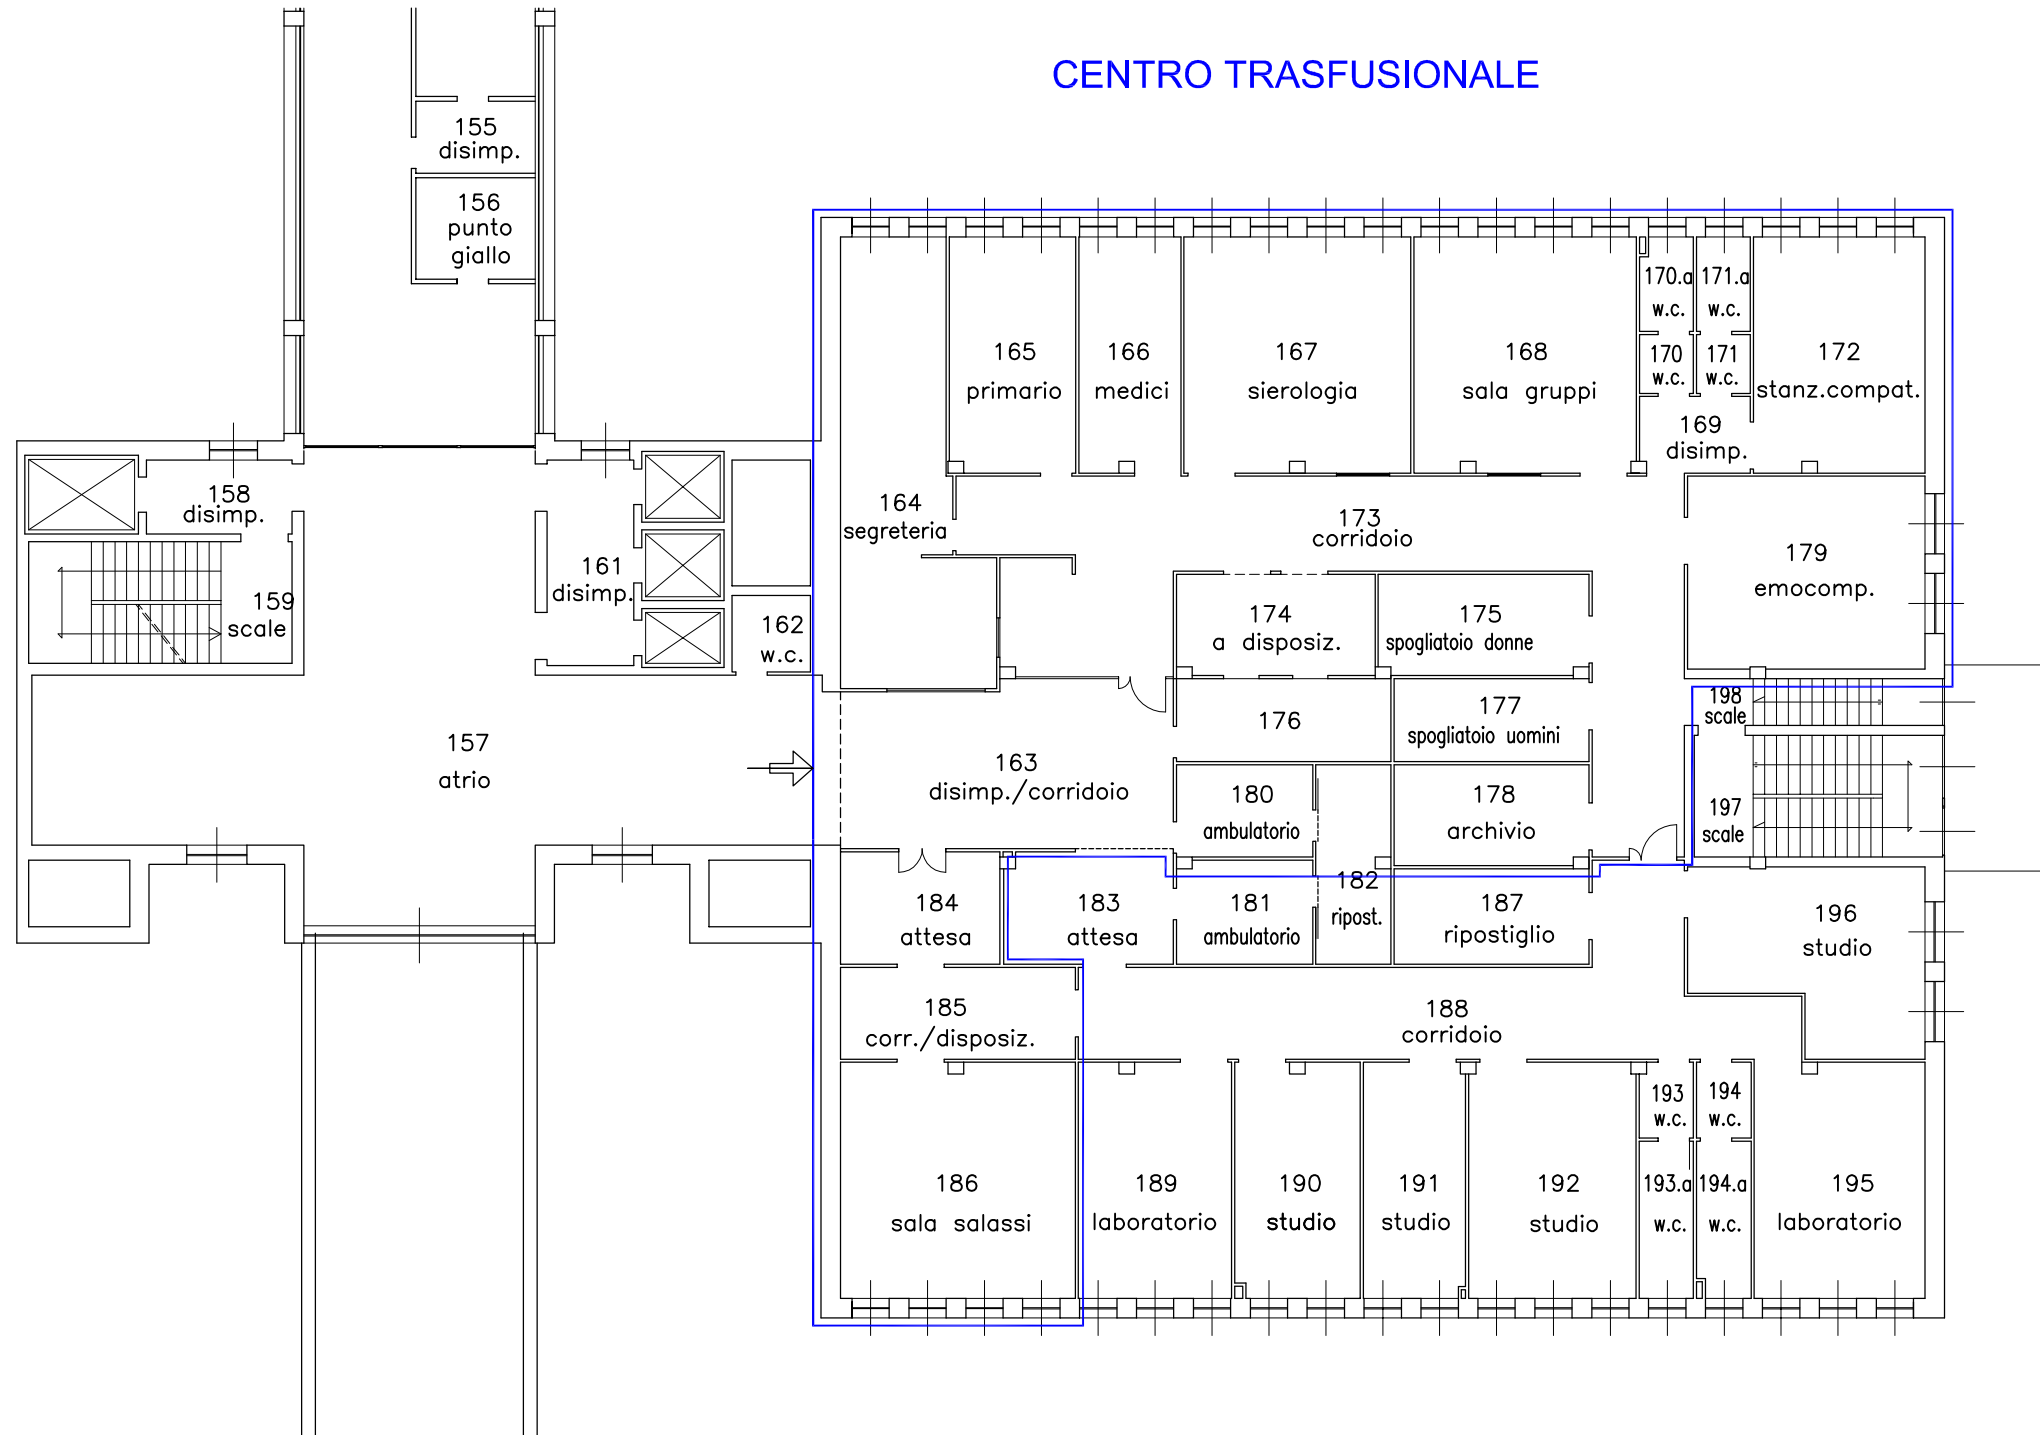 CENTRO TRASFUSIONALE
155
disimp.
156
punto
giallo
158
disimp.
159
scale
161
disimp.
162
w.c.
157
atrio
163
disimp./corridoio
164
segreteria
165
primario
166
medici
167
sierologia
168
sala gruppi
170.a
w.c.
171.a
w.c.
170
w.c.
171
w.c.
169
disimp.
172
stanz.compat.
173
corridoio
174
a disposiz.
175
spogliatoio donne
176
177
spogliatoio uomini
178
archivio
179
emocomp.
180
ambulatorio
181
ambulatorio
182
ripost.
183
attesa
184
attesa
185
corr./disposiz.
186
sala salassi
187
ripostiglio
188
corridoio
189
laboratorio
190
studio
191
studio
192
studio
193
w.c.
194
w.c.
193.a
w.c.
194.a
w.c.
195
laboratorio
196
studio
198
scale
197
scale